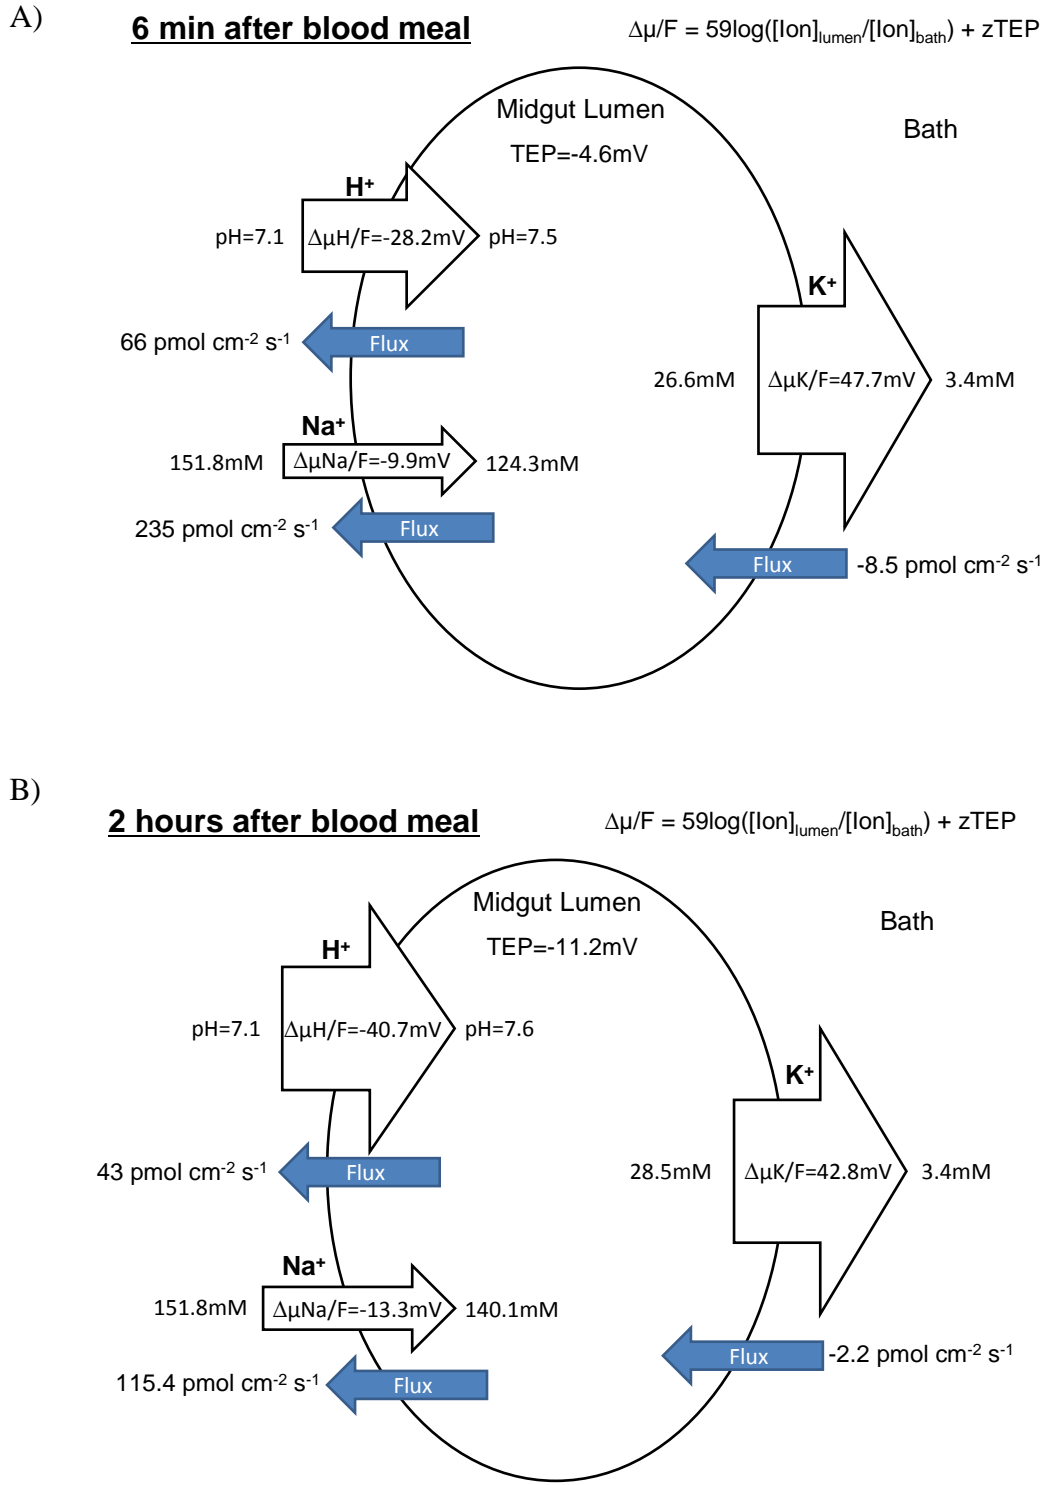 A)
6 min after blood meal
Δµ/F = 59log([Ion]lumen/[Ion]bath) + zTEP
Midgut Lumen
Bath
TEP=-4.6mV
H+
pH=7.1
ΔµH/F=-28.2mV
pH=7.5
K+
66 pmol cm-2 s-1
Flux
26.6mM
ΔµK/F=47.7mV
3.4mM
Na+
151.8mM
ΔµNa/F=-9.9mV
124.3mM
235 pmol cm-2 s-1
Flux
Flux
-8.5 pmol cm-2 s-1
B)
2 hours after blood meal
Δµ/F = 59log([Ion]lumen/[Ion]bath) + zTEP
Midgut Lumen
Bath
TEP=-11.2mV
H+
pH=7.1
ΔµH/F=-40.7mV
pH=7.6
K+
43 pmol cm-2 s-1
Flux
28.5mM
ΔµK/F=42.8mV
3.4mM
Na+
151.8mM
ΔµNa/F=-13.3mV
140.1mM
Flux
-2.2 pmol cm-2 s-1
115.4 pmol cm-2 s-1
Flux